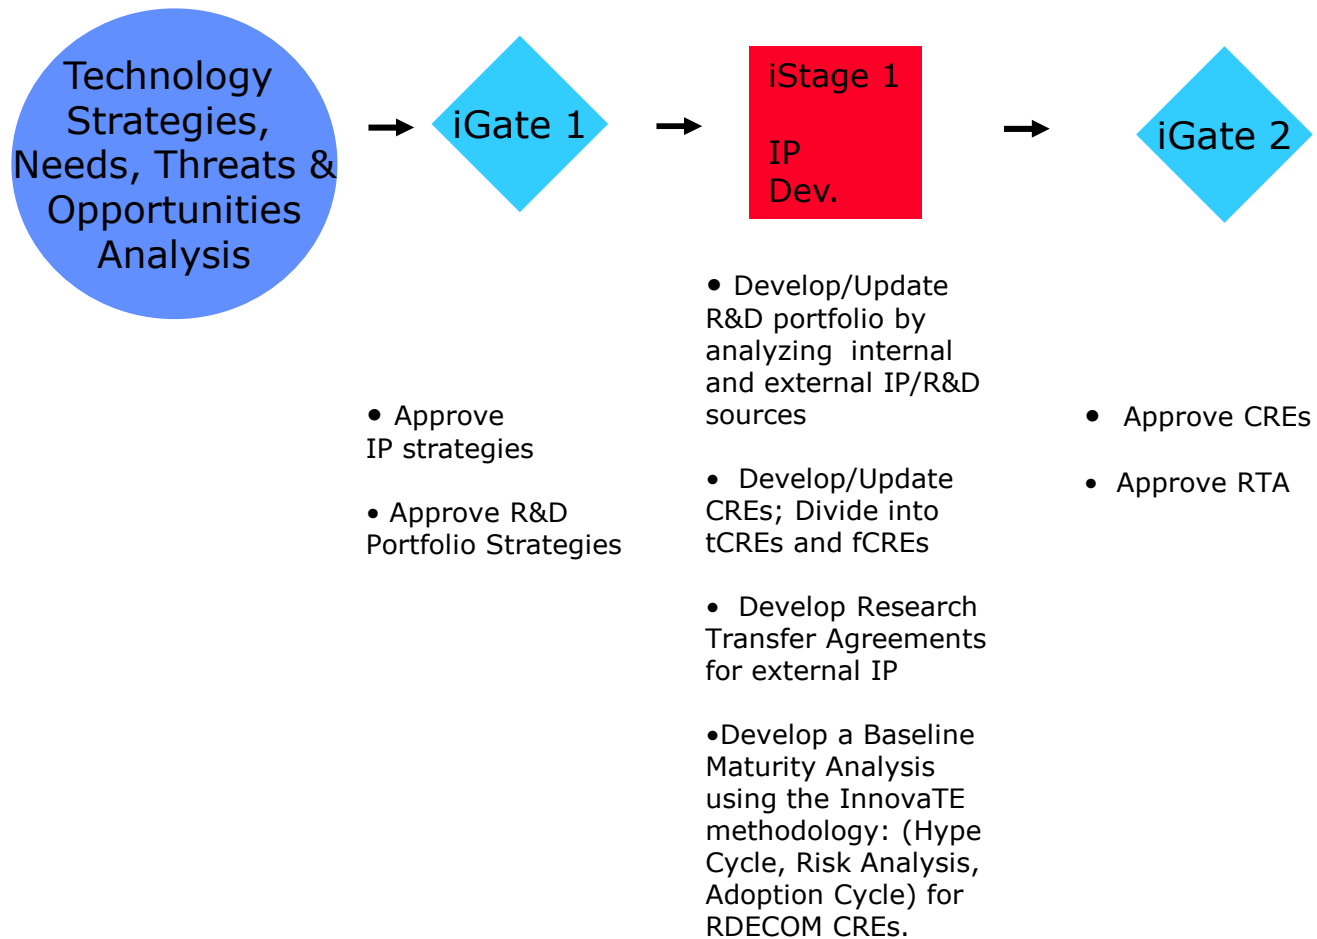 Technology
Strategies,
Needs, Threats &
Opportunities
Analysis
iGate 1
iStage 1
IP
Dev.
iGate 2
• Approve
IP strategies
• Approve R&D
Portfolio Strategies
• Develop/Update
R&D portfolio by
analyzing internal
and external IP/R&D
sources
• Develop/Update
CREs; Divide into
tCREs and fCREs
• Develop Research
Transfer Agreements
for external IP
•Develop a Baseline
Maturity Analysis
using the InnovaTE
methodology: (Hype
Cycle, Risk Analysis,
Adoption Cycle) for
RDECOM CREs.
• Approve CREs
• Approve RTA